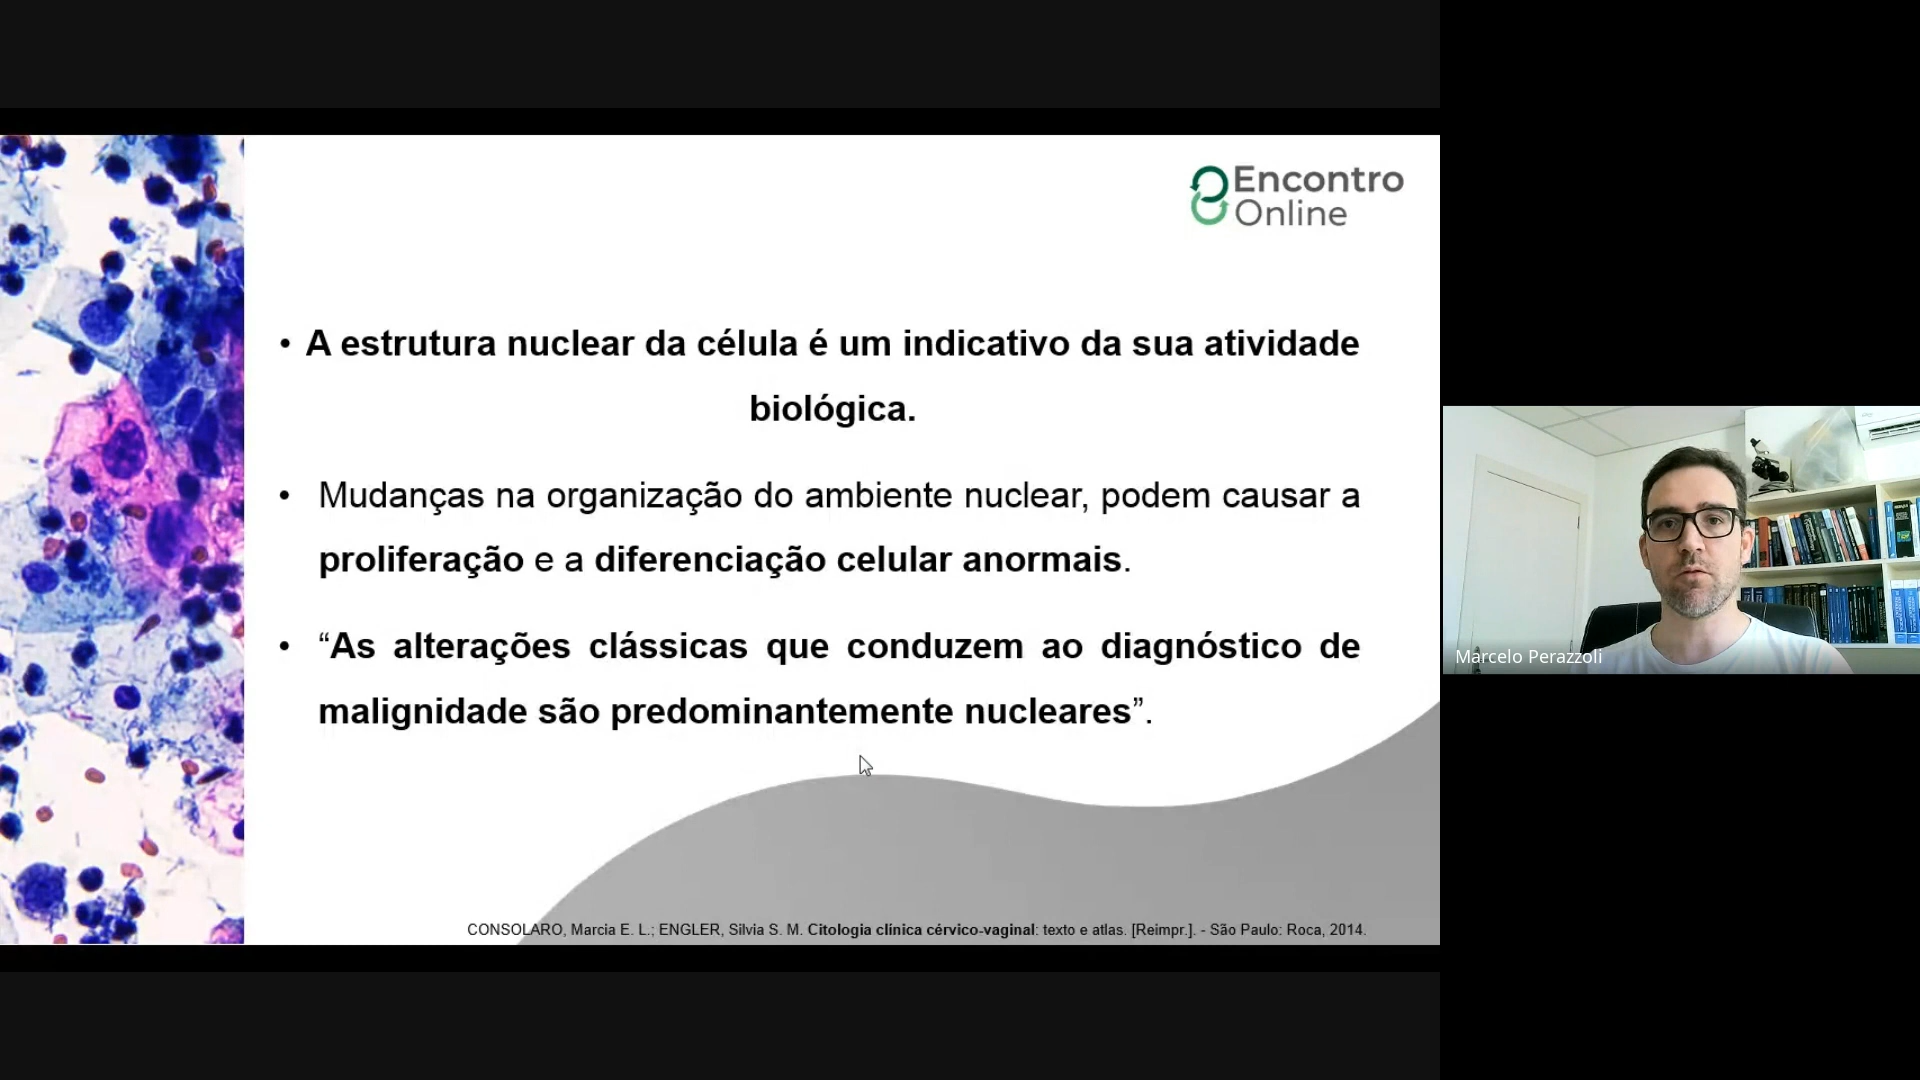 Encontro
Online
• A estrutura nuclear da célula é um indicativo da sua atividade
biológica.
• Mudanças na organização do ambiente nuclear, podem causar a
proliferação e a diferenciação celular anormais.
• “As alterações clássicas que conduzem ao diagnóstico de
malignidade são predominantemente nucleares”.
CONSOLARO, Marcia E. L.; ENGLER, Silvia S. M. Citologia clínica cérvico-vaginal: texto e atlas. [Reimpr.]. - São Paulo: Roca, 2014.
Marcelo Perazzoli